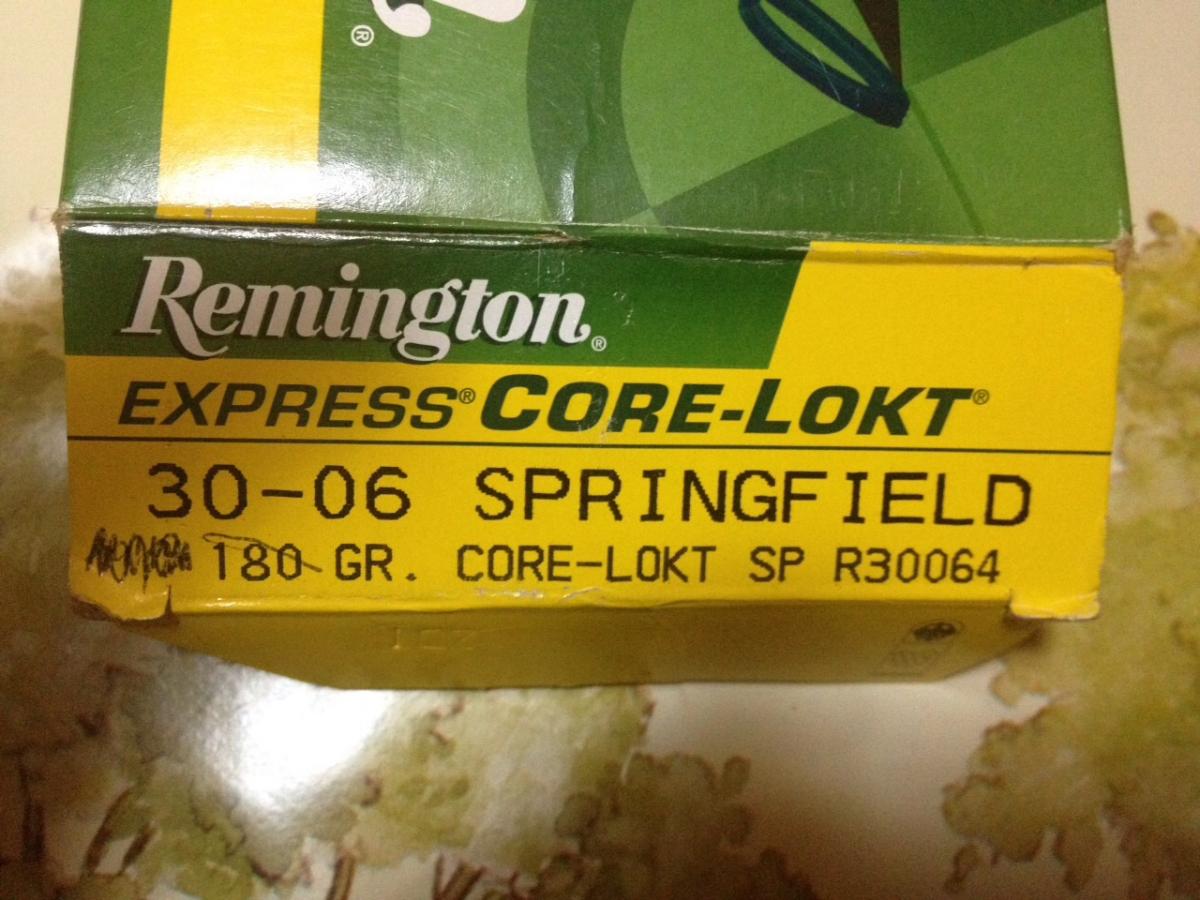 ®
Remington®
EXPRESS® CORE-LOKT®
30-06 SPRINGFIELD
180 GR. CORE-LOKT SP R30064